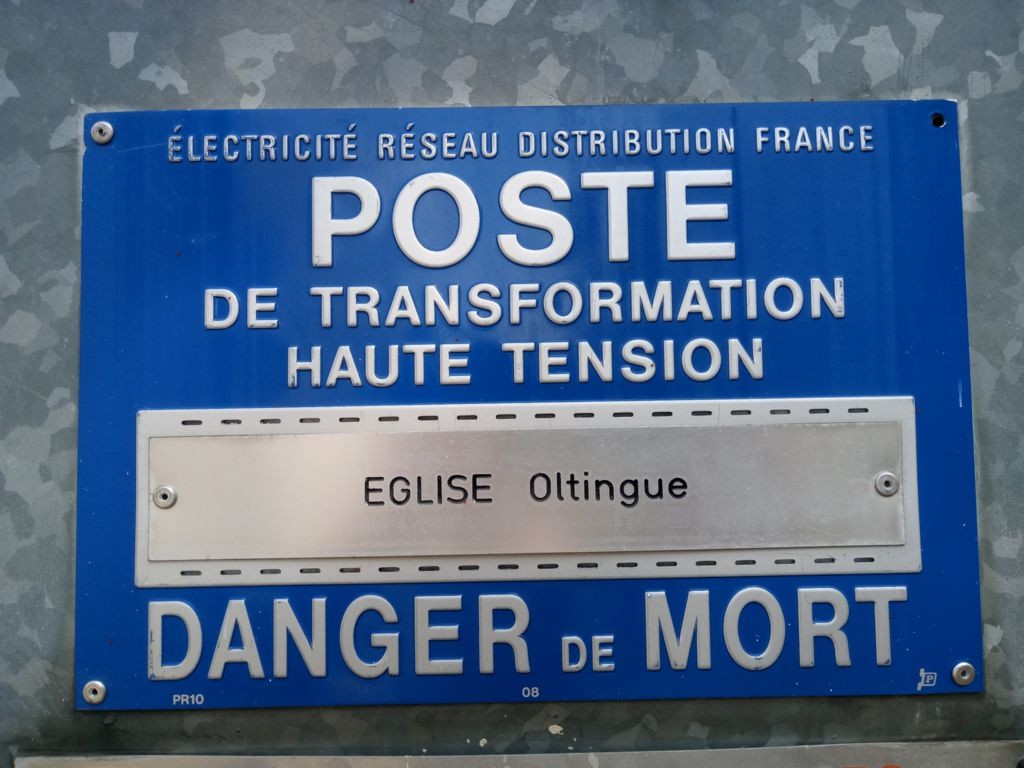 ÉLECTRICITÉ RÉSEAU DISTRIBUTION FRANCE
POSTE
DE TRANSFORMATION
HAUTE TENSION
EGLISE Oltingue
DANGER DE MORT
PR10 08 P